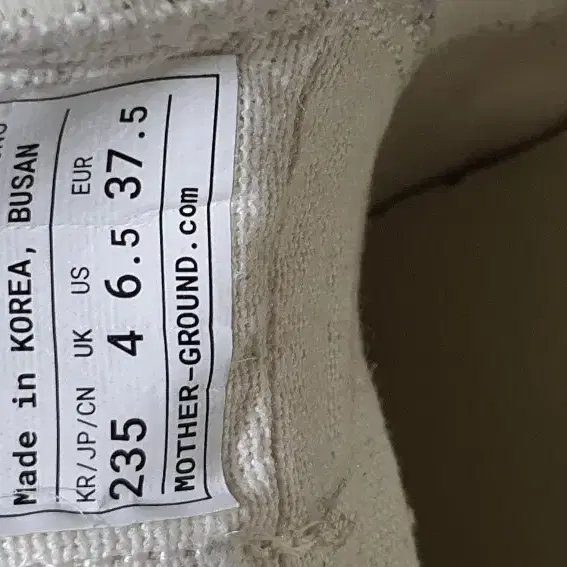 Made in KOREA, BUSAN
KR/JP/CN UK US EUR
235 4 6.5 37.5
MOTHER-GROUND.com